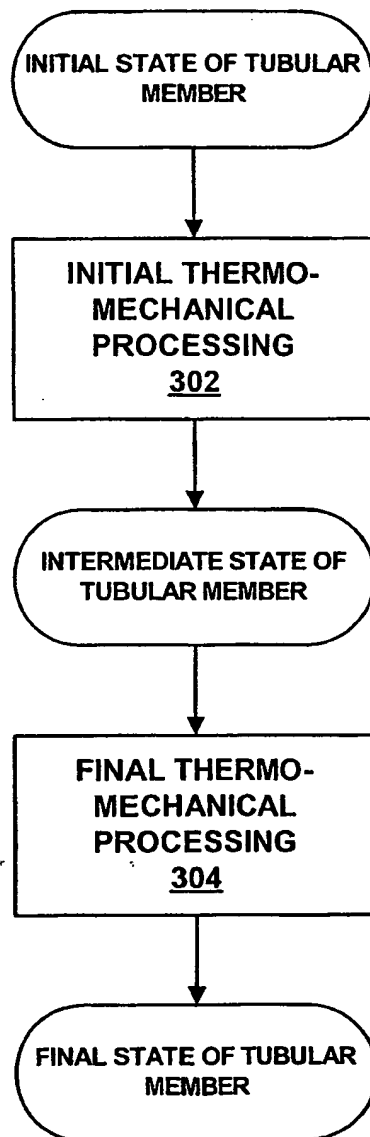 INITIAL STATE OF TUBULAR
MEMBER
INITIAL THERMO-
MECHANICAL
PROCESSING
302
INTERMEDIATE STATE OF
TUBULAR MEMBER
FINAL THERMO-
MECHANICAL
PROCESSING
304
FINAL STATE OF TUBULAR
MEMBER